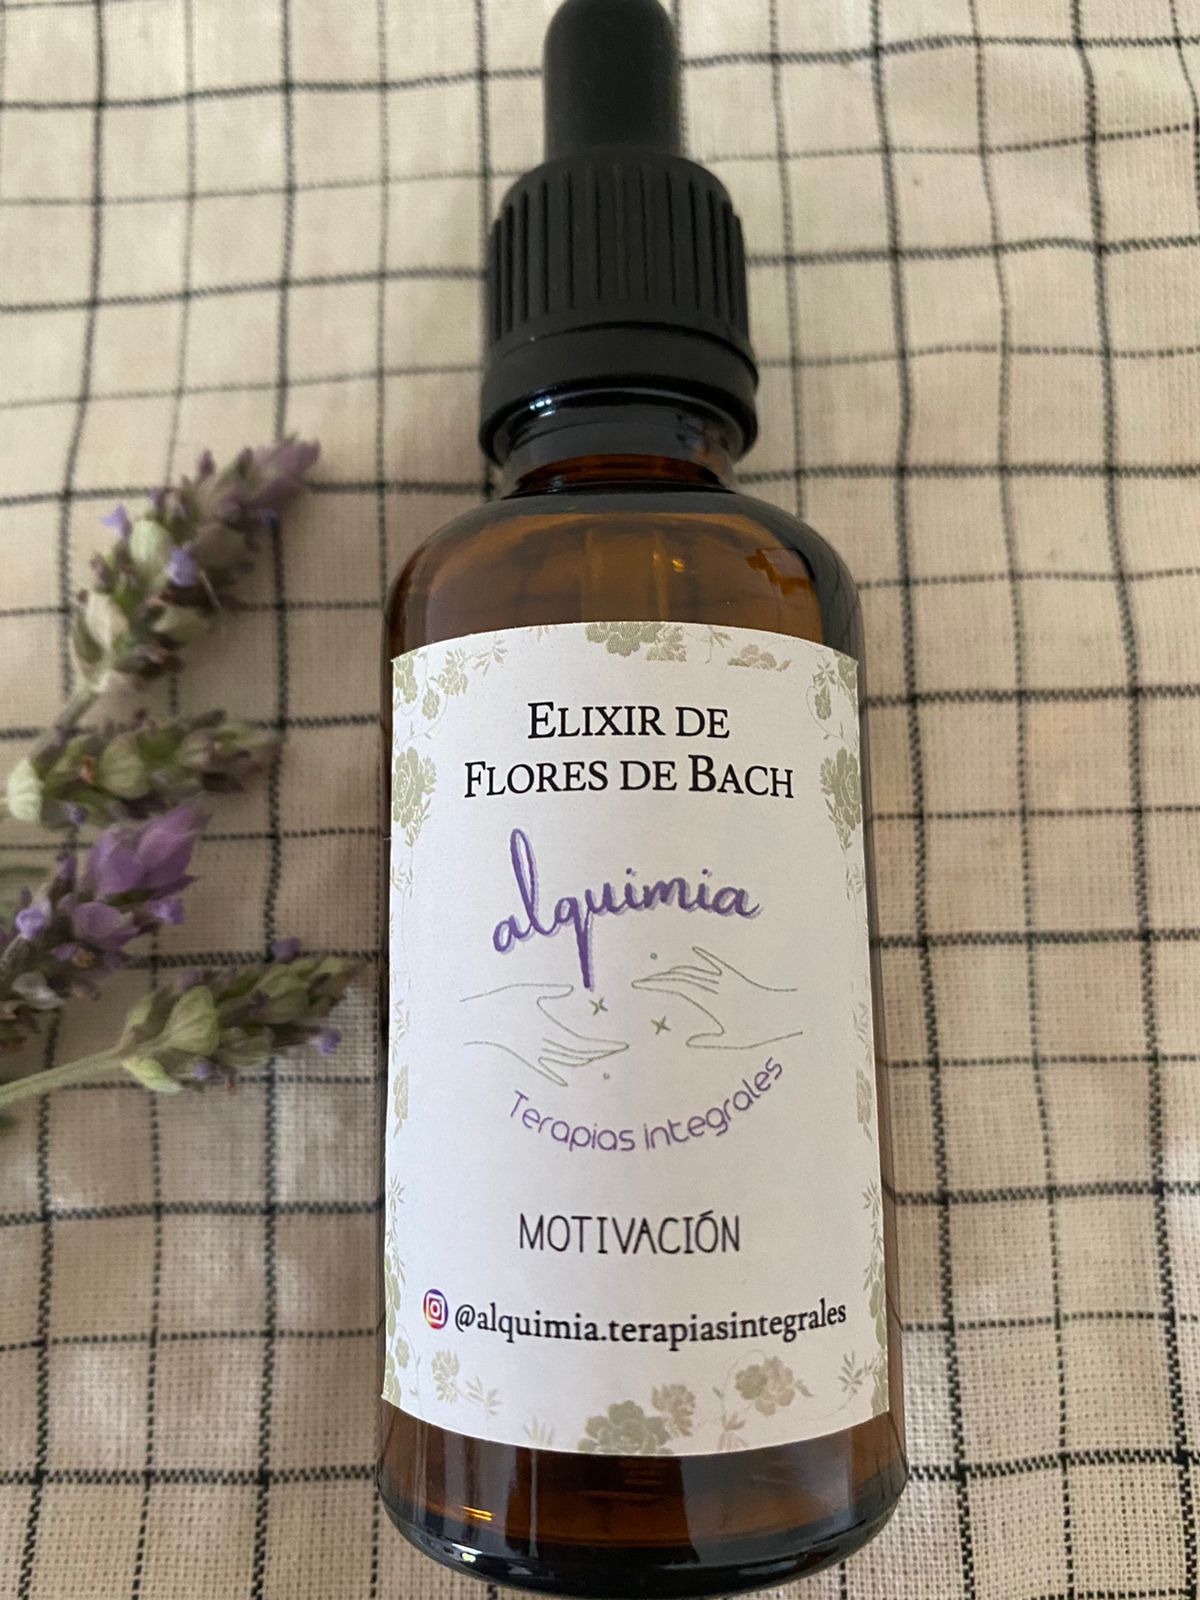 ELIXIR DE
FLORES DE BACH
alquimia
Terapias integrales
MOTIVACIÓN
@alquimia.terapiasintegrales